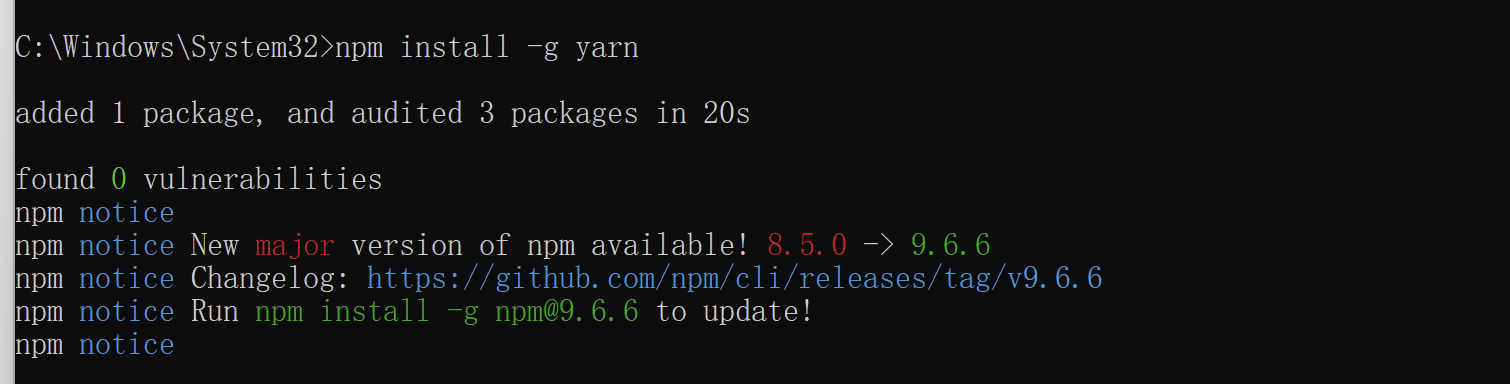 C:\Windows\System32>npm install -g yarn
added 1 package, and audited 3 packages in 20s
found 0 vulnerabilities
npm notice
npm notice New major version of npm available! 8.5.0 -> 9.6.6
npm notice Changelog: https://github.com/npm/cli/releases/tag/v9.6.6
npm notice Run npm install -g npm@9.6.6 to update!
npm notice